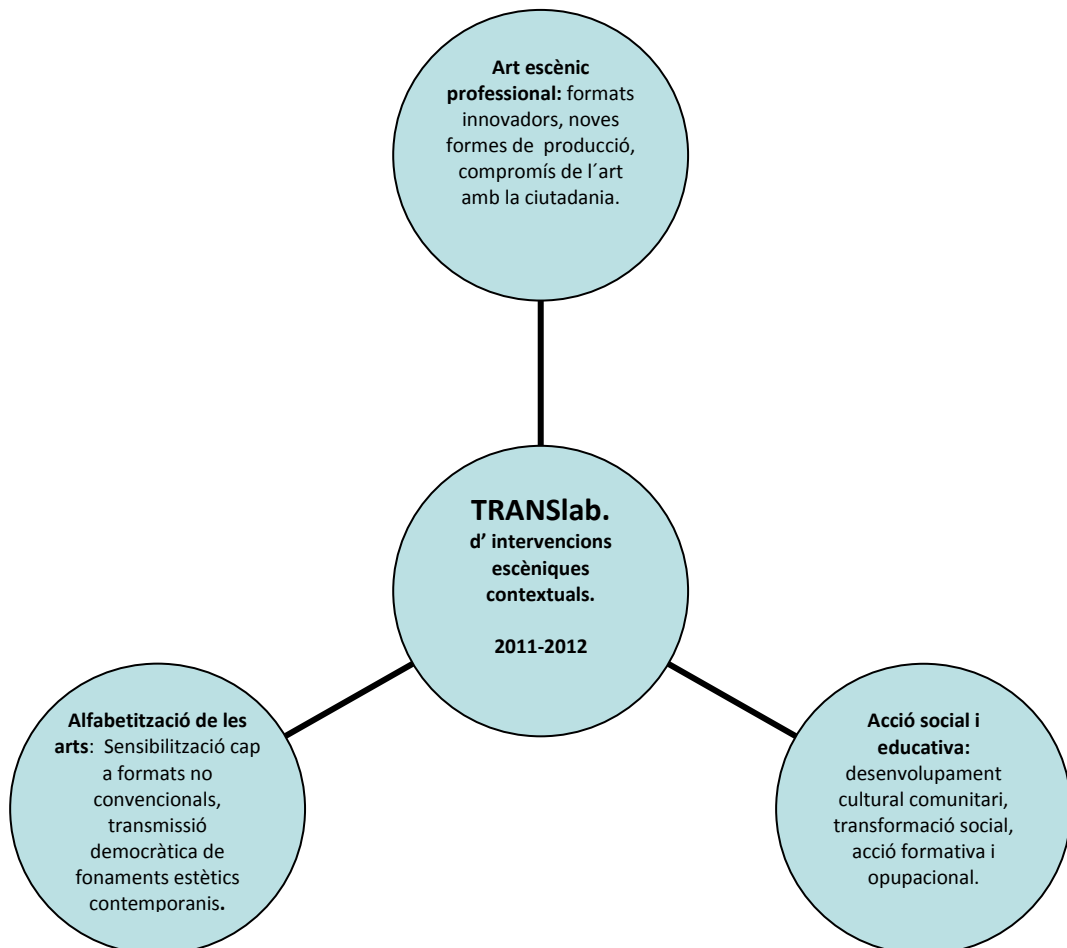 Art escènic
professional: formats
innovadors, noves
formes de producció,
compromís de l´art
amb la ciutadania.
TRANSlab.
d’ intervencions
escèniques
contextuals.
2011-2012
Alfabetització de les
arts: Sensibilització cap
a formats no
convencionals,
transmissió
democràtica de
fonaments estètics
contemporanis.
Acció social i
educativa:
desenvolupament
cultural comunitari,
transformació social,
acció formativa i
opupacional.